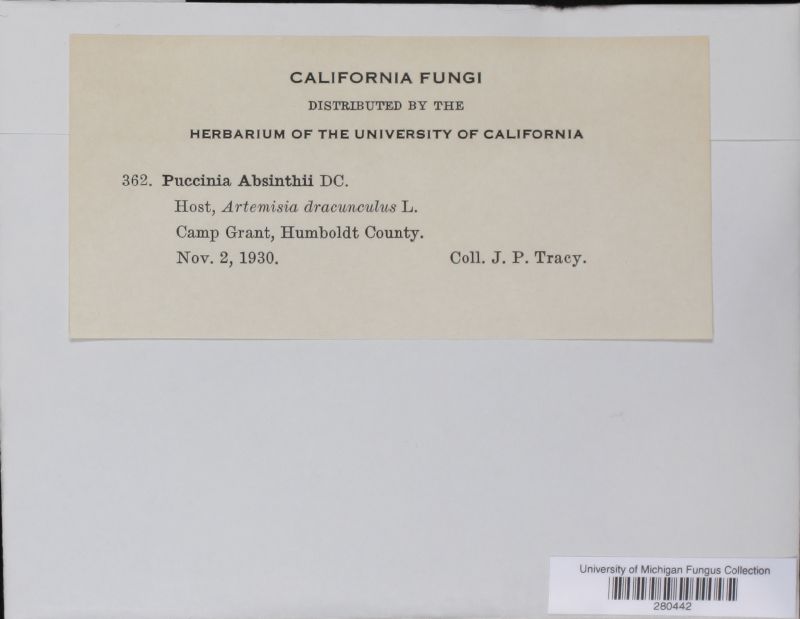 CALIFORNIA FUNGI
DISTRIBUTED BY THE
HERBARIUM OF THE UNIVERSITY OF CALIFORNIA
362. Puccinia Absinthii DC.
Host, Artemisia dracunculus L.
Camp Grant, Humboldt County.
Nov. 2, 1930. Coll. J. P. Tracy.
University of Michigan Fungus Collection
280442